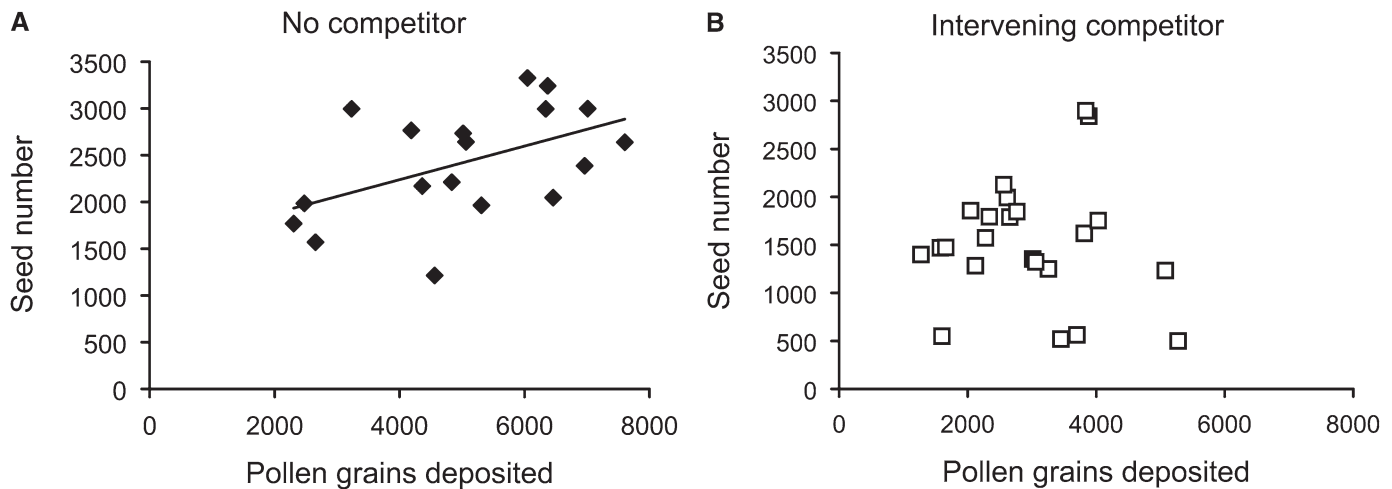 A
No competitor
Seed number
3500
3000
2500
2000
1500
1000
500
0
0 2000 4000 6000 8000
Pollen grains deposited
B
Intervening competitor
Seed number
3500
3000
2500
2000
1500
1000
500
0
0 2000 4000 6000 8000
Pollen grains deposited